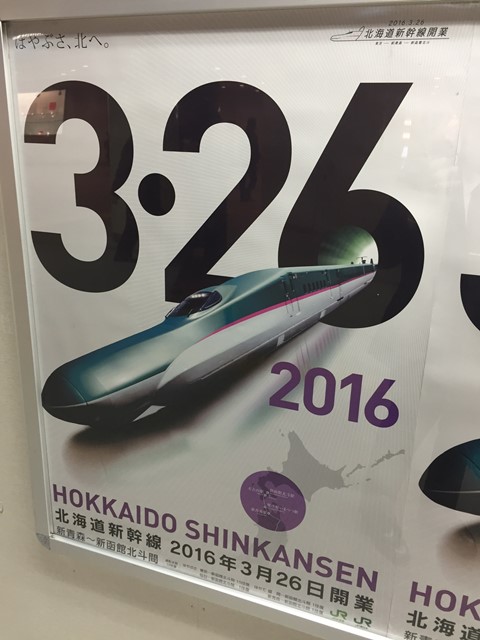 はやぶさ、北へ。
2016.3.26
北海道新幹線開業
3・26
2016
HOKKAIDO SHINKANSEN
北海道新幹線
新青森～新函館北斗間
2016年3月26日開業
JR JR
HOK
北海道